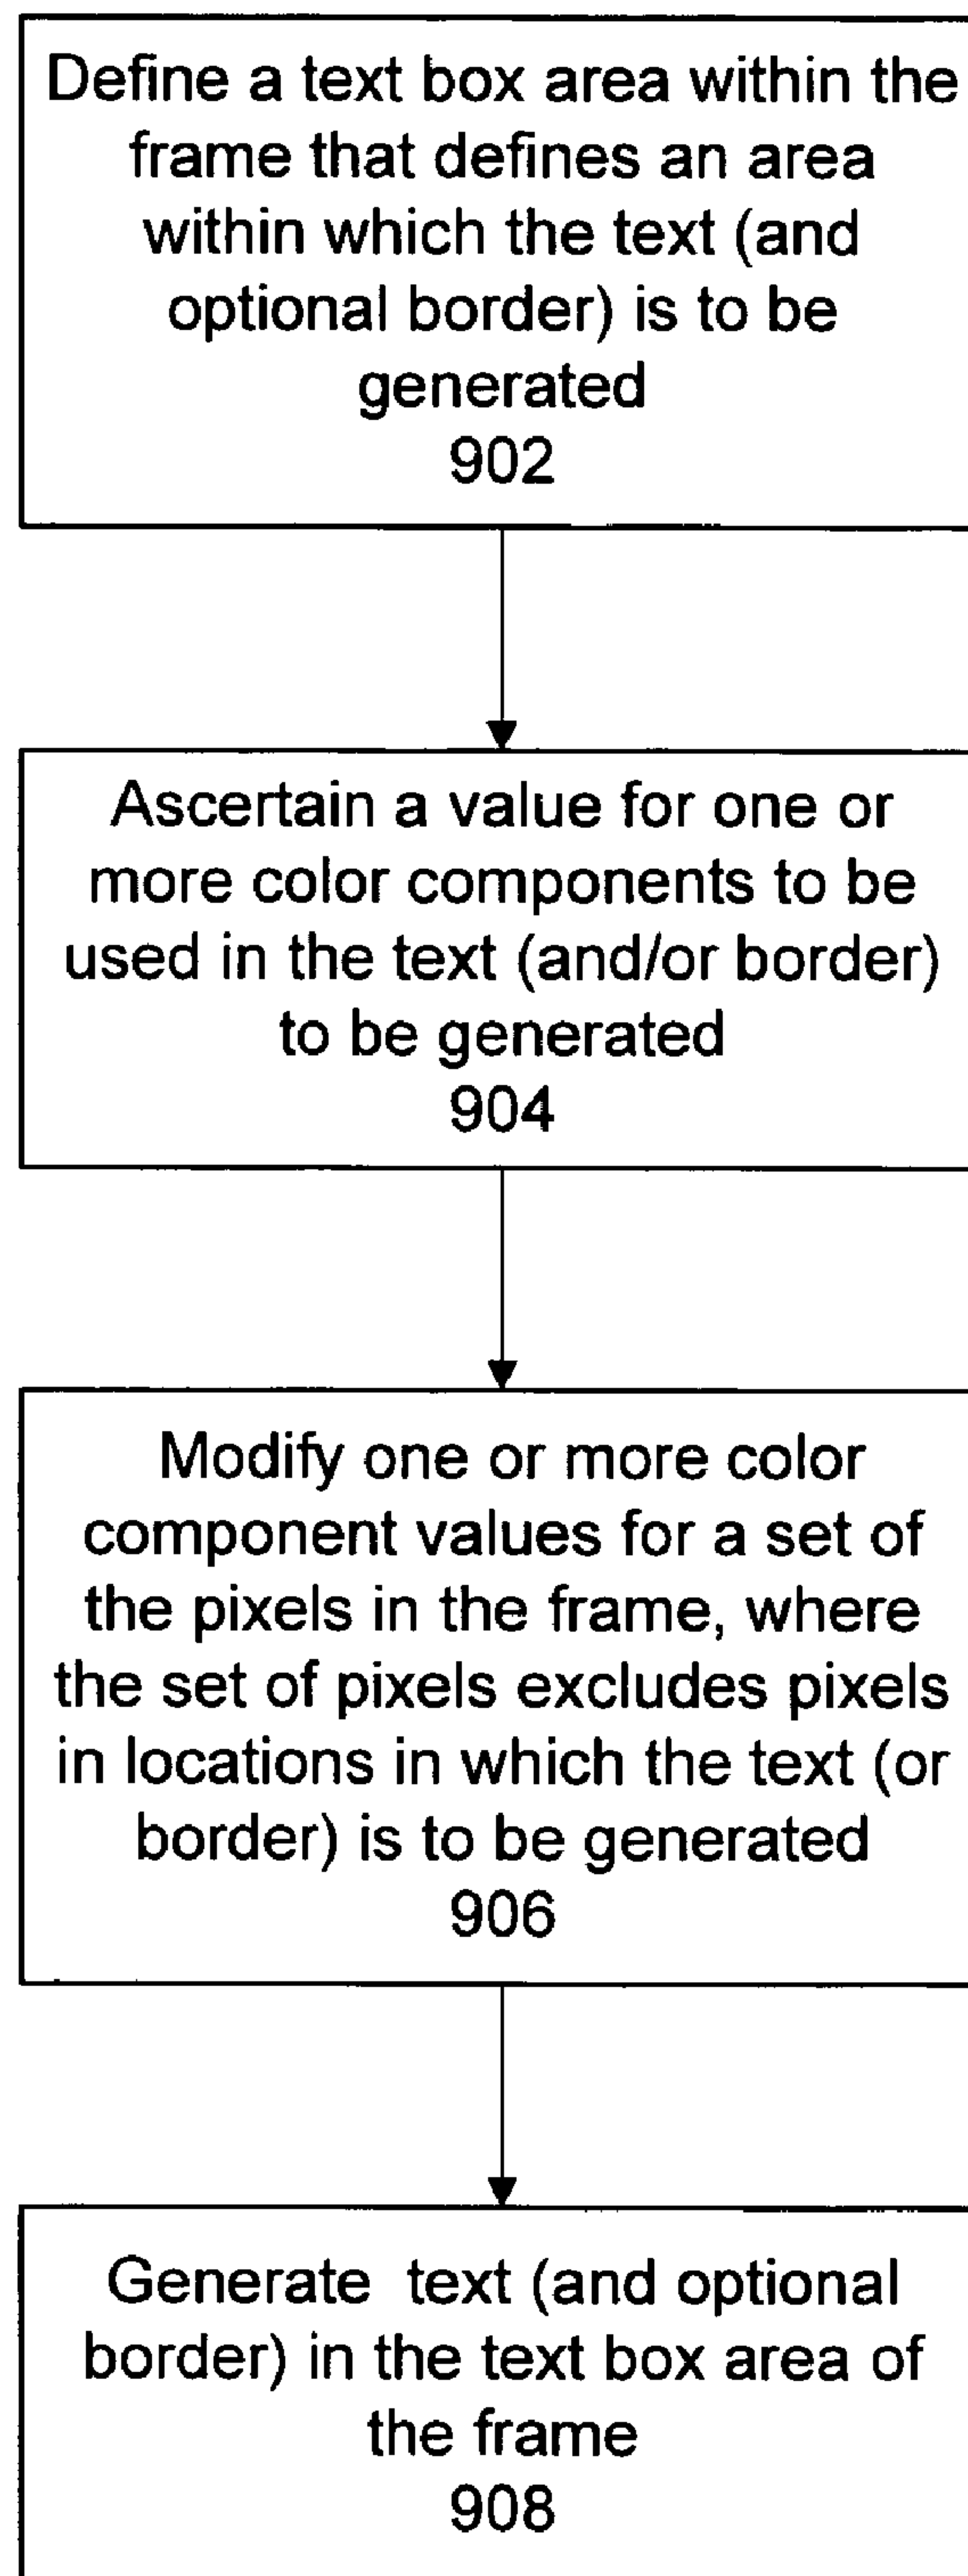 Define a text box area within the
frame that defines an area
within which the text (and
optional border) is to be
generated
902
Ascertain a value for one or
more color components to be
used in the text (and/or border)
to be generated
904
Modify one or more color
component values for a set of
the pixels in the frame, where
the set of pixels excludes pixels
in locations in which the text (or
border) is to be generated
906
Generate text (and optional
border) in the text box area of
the frame
908